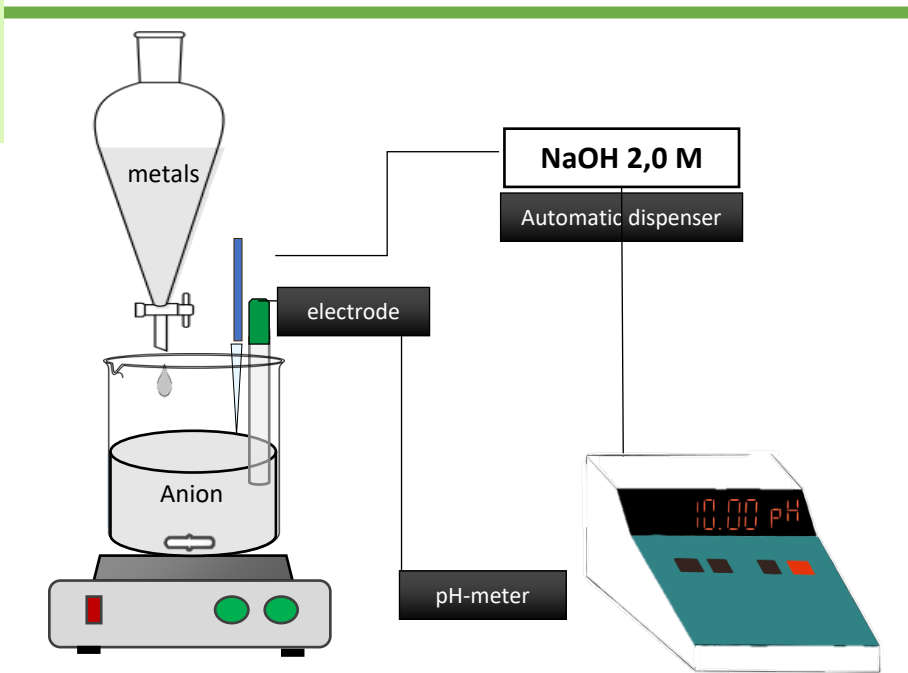 metals
NaOH 2,0 M
Automatic dispenser
electrode
Anion
10.00 pH
pH-meter